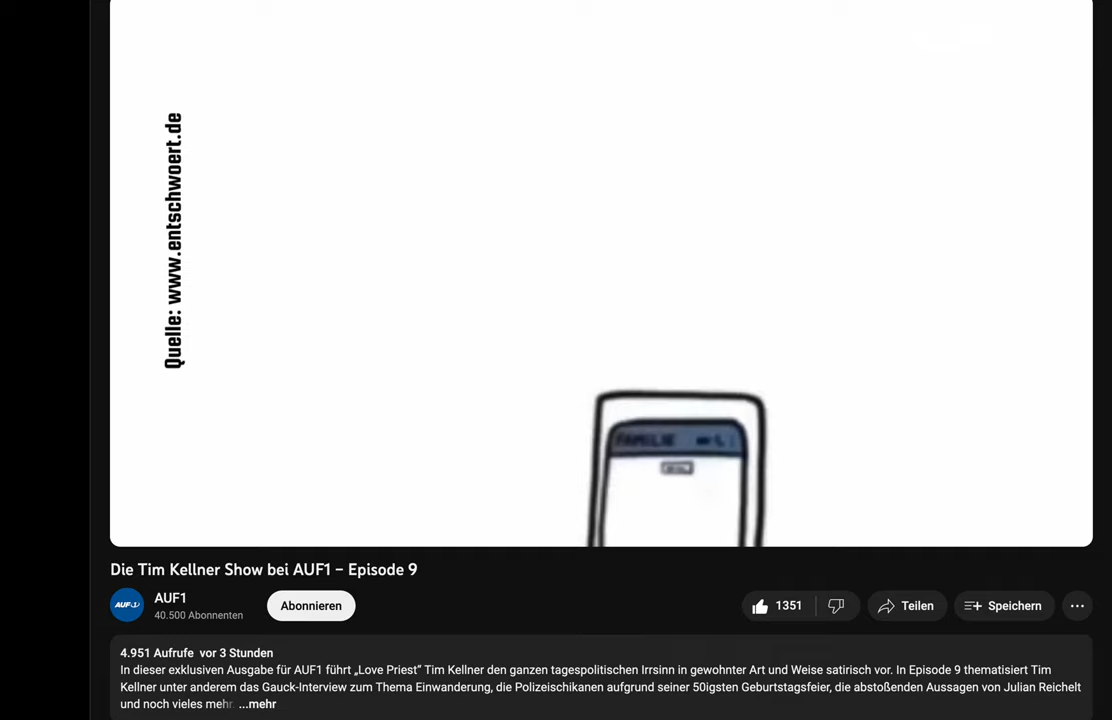 Quelle: www.entschwoert.de
FAMILIE
Die Tim Kellner Show bei AUF1 – Episode 9
AUF1
AUF1
40.500 Abonnenten
Abonnieren
1351
Teilen
Speichern
4.951 Aufrufe vor 3 Stunden
In dieser exklusiven Ausgabe für AUF1 führt „Love Priest" Tim Kellner den ganzen tagespolitischen Irrsinn in gewohnter Art und Weise satirisch vor. In Episode 9 thematisiert Tim
Kellner unter anderem das Gauck-Interview zum Thema Einwanderung, die Polizeischikanen aufgrund seiner 50igsten Geburtstagsfeier, die abstoßenden Aussagen von Julian Reichelt
und noch vieles mehr. ...mehr